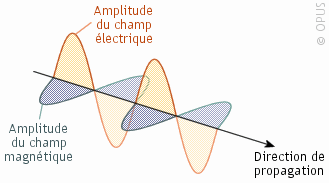 Amplitude
du champ
électrique
© OPUS
Amplitude
du champ
magnétique
Direction de
propagation